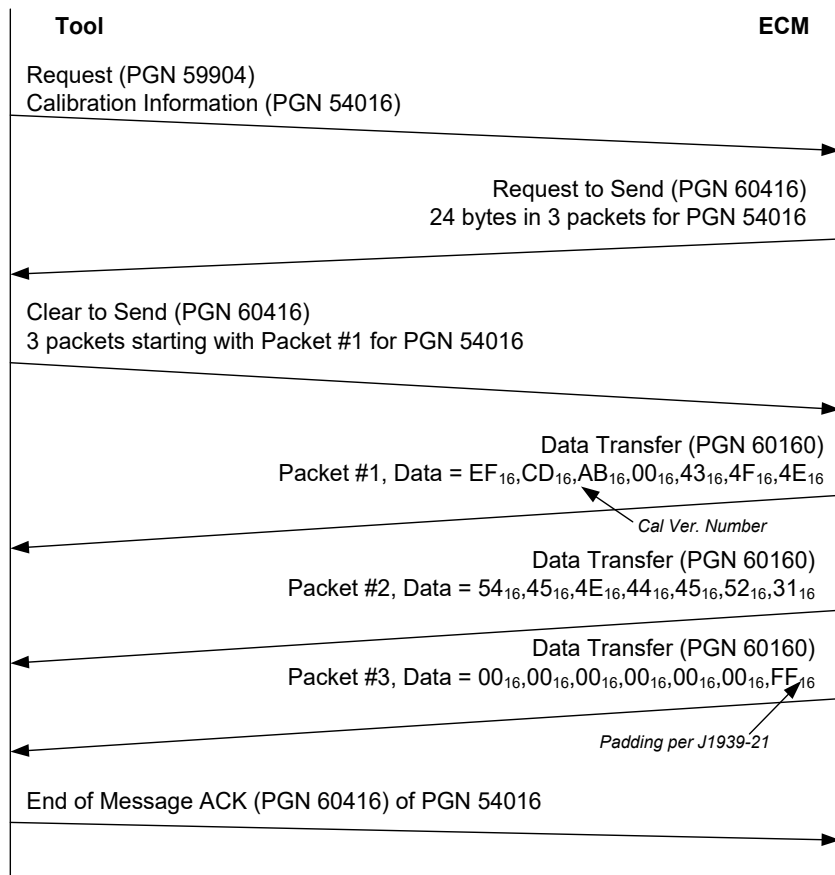 Tool
ECM
Request (PGN 59904)
Calibration Information (PGN 54016)
Request to Send (PGN 60416)
24 bytes in 3 packets for PGN 54016
Clear to Send (PGN 60416)
3 packets starting with Packet #1 for PGN 54016
Data Transfer (PGN 60160)
Packet #1, Data = EF₁₆,CD₁₆,AB₁₆,00₁₆,43₁₆,4F₁₆,4E₁₆
Cal Ver. Number
Data Transfer (PGN 60160)
Packet #2, Data = 54₁₆,45₁₆,4E₁₆,44₁₆,45₁₆,52₁₆,31₁₆
Data Transfer (PGN 60160)
Packet #3, Data = 00₁₆,00₁₆,00₁₆,00₁₆,00₁₆,00₁₆,FF₁₆
Padding per J1939-21
End of Message ACK (PGN 60416) of PGN 54016